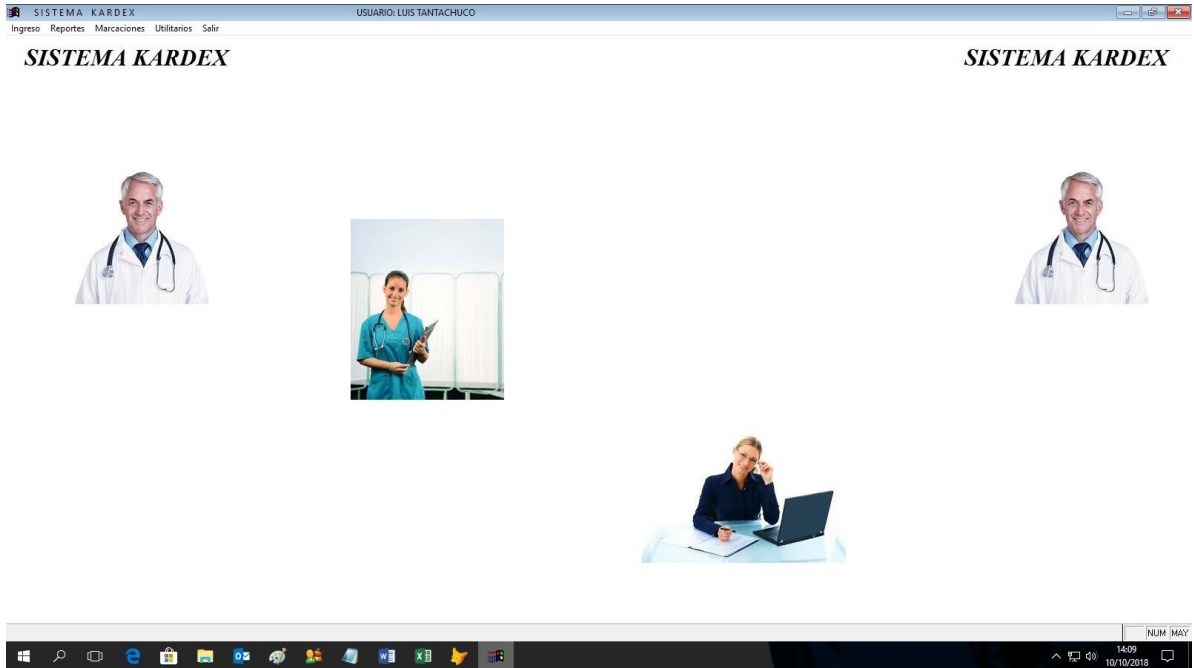 SISTEMA KARDEX USUARIO: LUIS TANTACHUCO
Ingreso Reportes Marcaciones Utilitarios Salir
SISTEMA KARDEX SISTEMA KARDEX
NUM MAY
14:09
10/10/2018